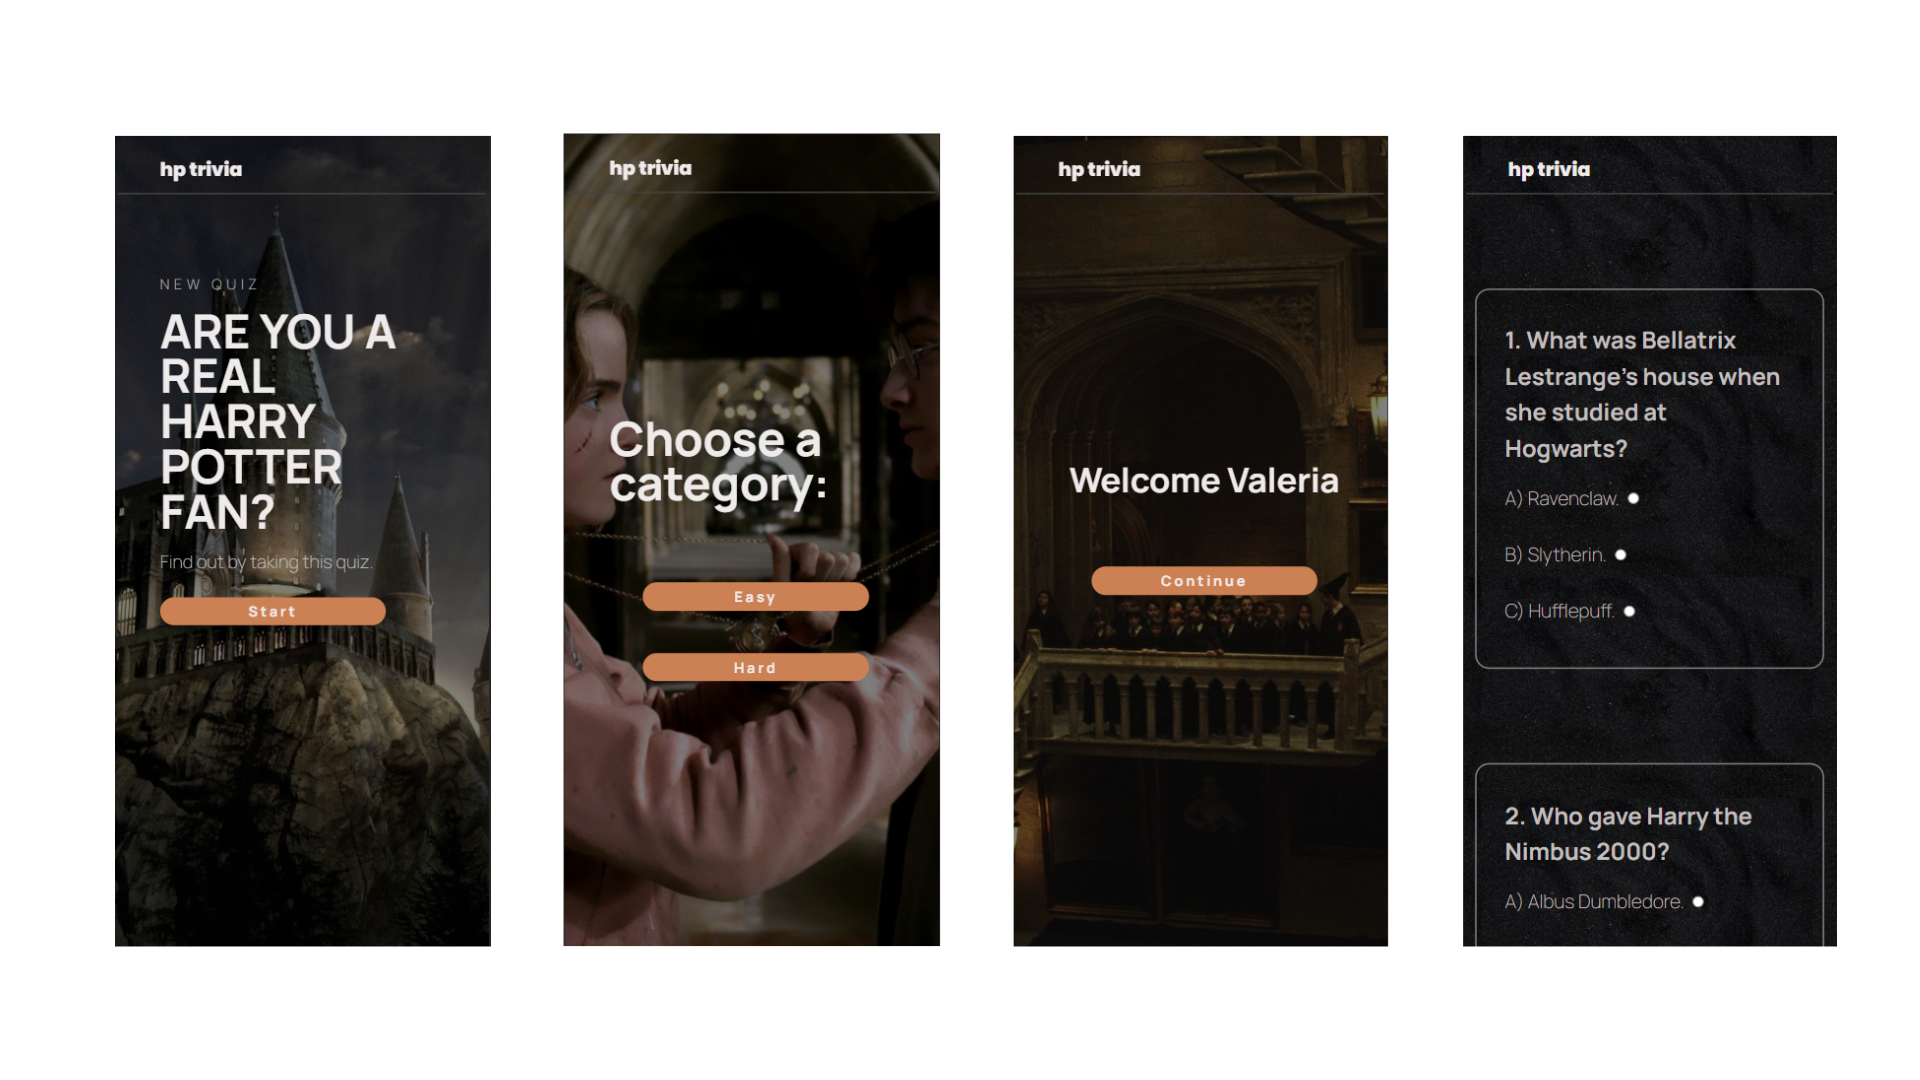 hp trivia
NEW QUIZ
ARE YOU A
REAL
HARRY
POTTER
FAN?
Find out by taking this quiz.
Start
hp trivia
Choose a
category:
Easy
Hard
hp trivia
Welcome Valeria
Continue
hp trivia
1. What was Bellatrix
Lestrange's house when
she studied at
Hogwarts?
A) Ravenclaw.
B) Slytherin.
C) Hufflepuff.
2. Who gave Harry the
Nimbus 2000?
A) Albus Dumbledore.